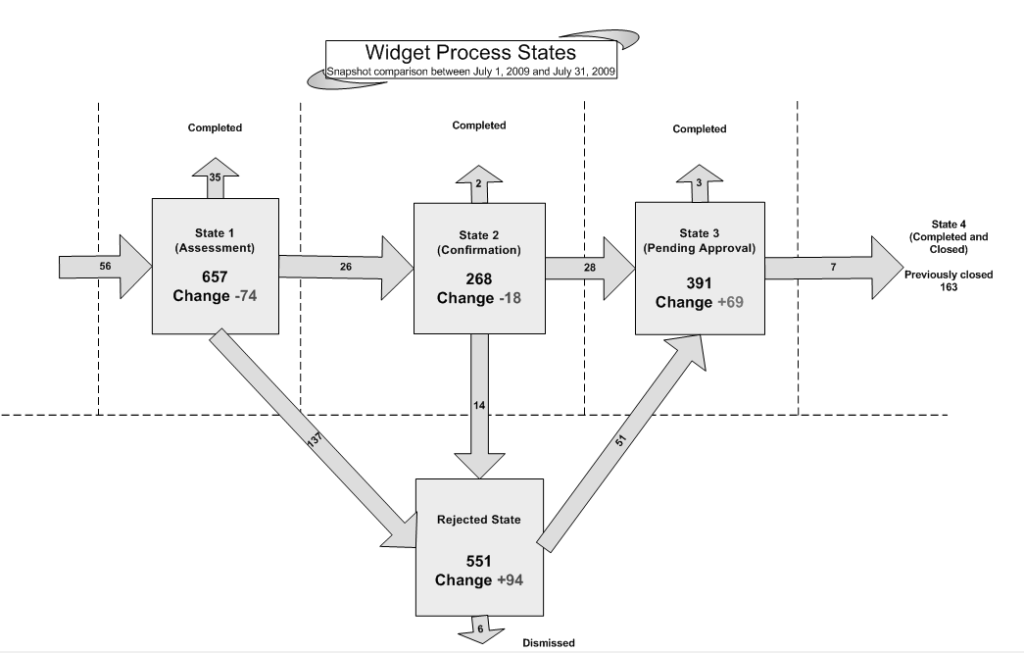 Widget Process States
Snapshot comparison between July 1, 2009 and July 31, 2009
Completed
Completed
Completed
35
2
3
State 1
(Assessment)
657
Change -74
State 2
(Confirmation)
268
Change -18
State 3
(Pending Approval)
391
Change +69
State 4
(Completed and
Closed)
Previously closed
163
56
26
28
7
137
14
51
Rejected State
551
Change +94
6
Dismissed